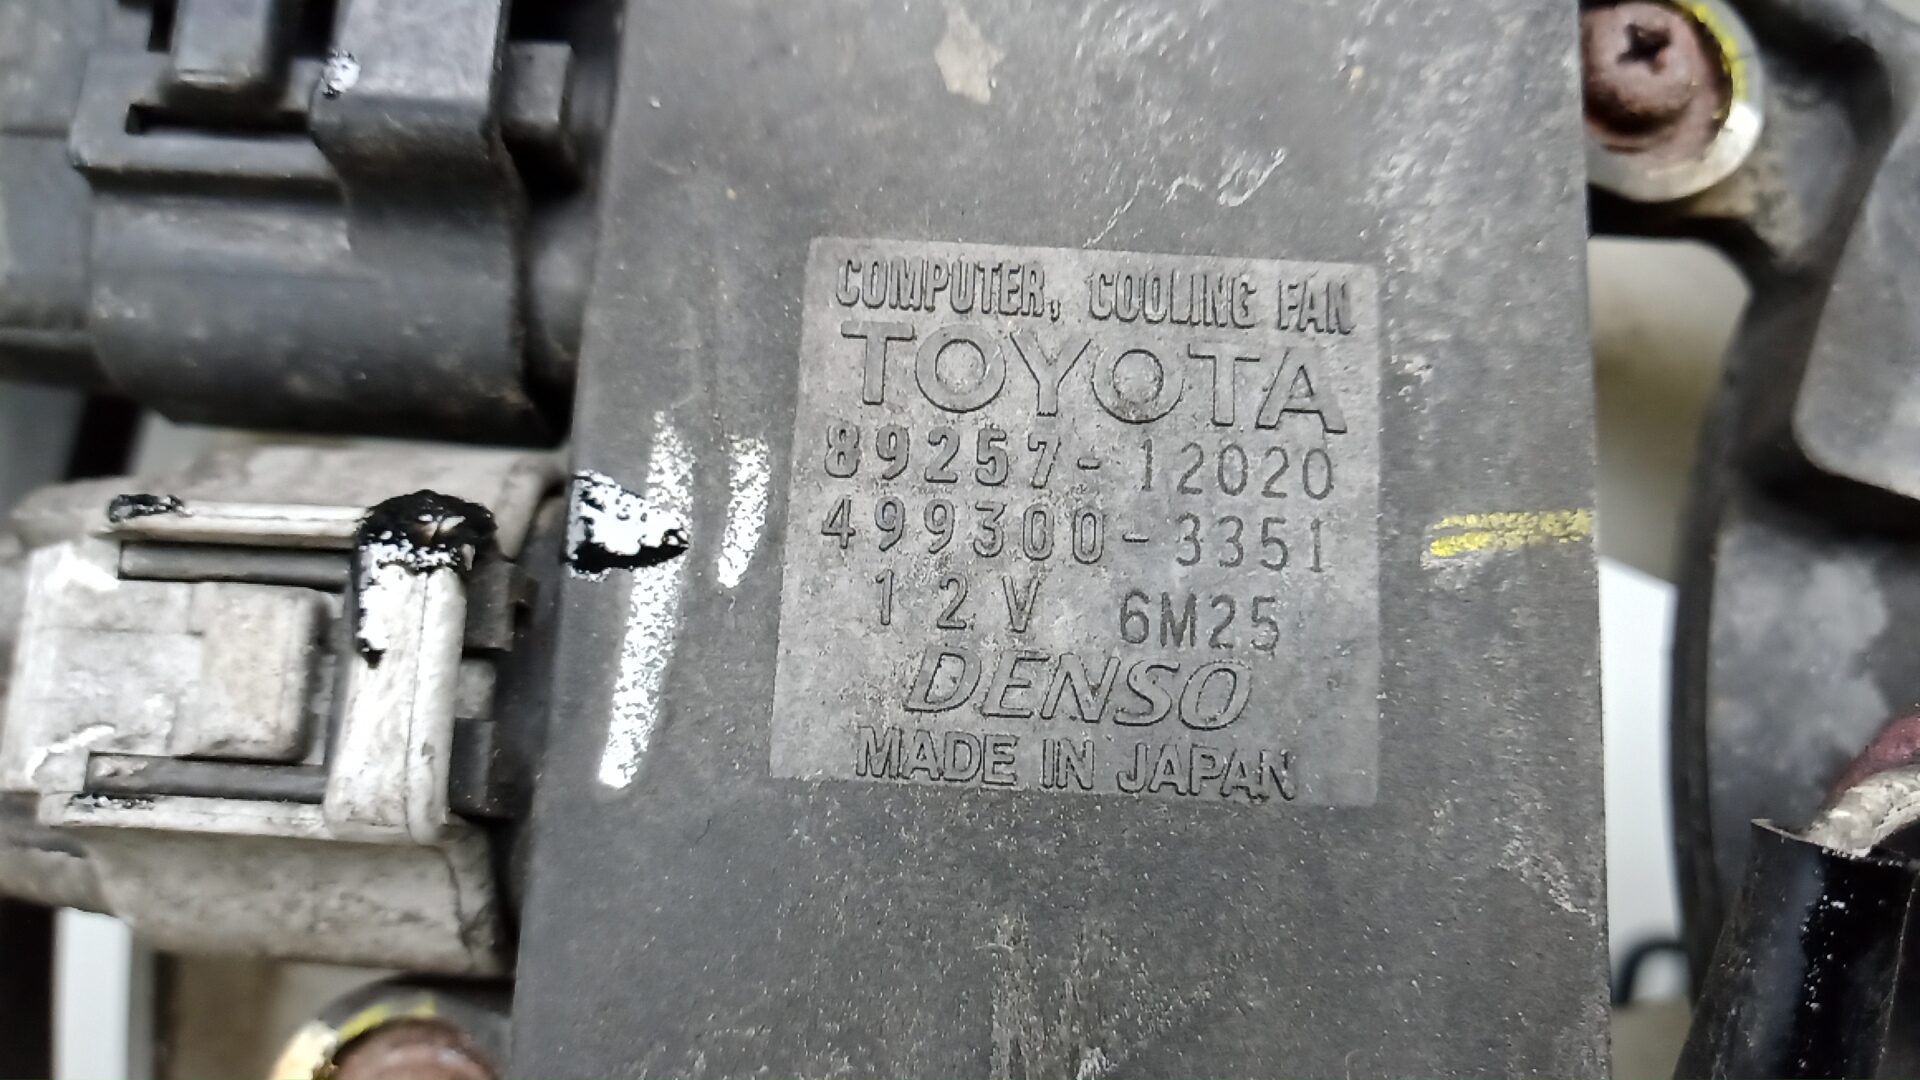 COMPUTER, COOLING FAN
TOYOTA
89257-12020
499300-3351
12V 6M25
DENSO
MADE IN JAPAN